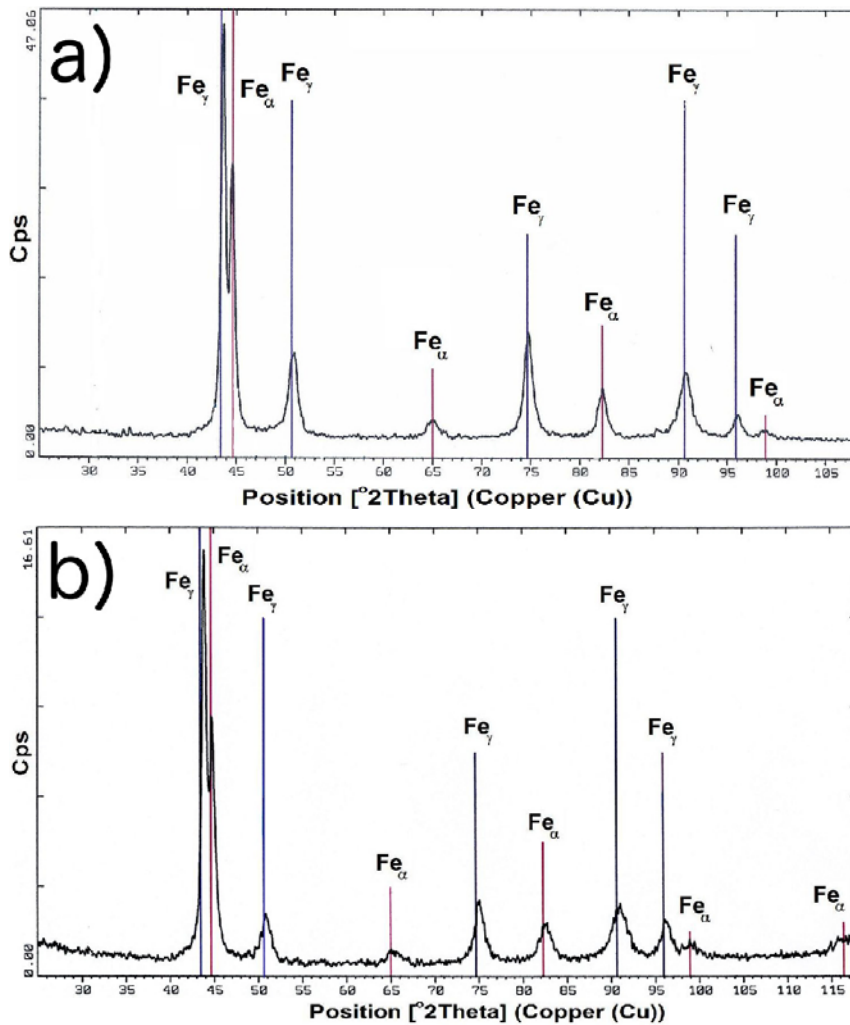 a)
47.06
Feγ Feα Feγ Feγ
Feγ Feγ
Feα Feα
Feα
Cps
0.00
30 35 40 45 50 55 60 65 70 75 80 85 90 95 100 105
Position [°2Theta] (Copper (Cu))
b)
16.61
Feα
Feγ Feγ Feγ
Feγ Feγ
Feα
Feα Feα Feα
Cps
0.00
30 35 40 45 50 55 60 65 70 75 80 85 90 95 100 105 110 115
Position [°2Theta] (Copper (Cu))